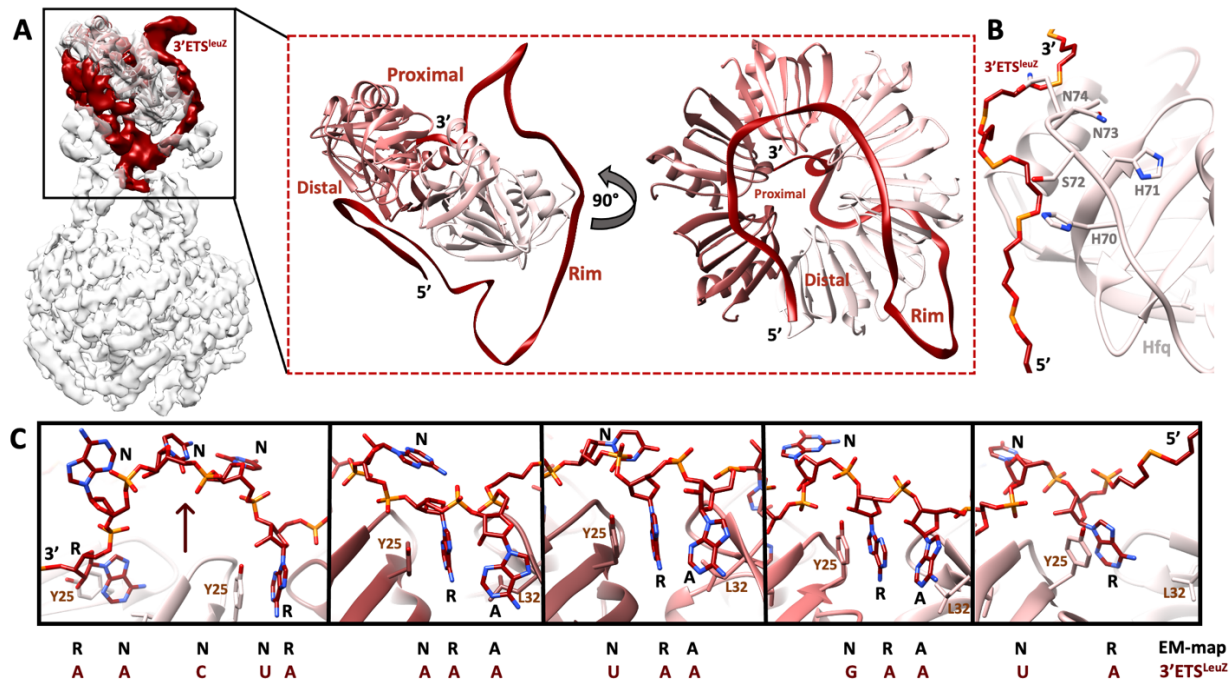 A
3'ETS^leuZ
Proximal
3'
Distal
5'
Rim
90°
3'
Proximal
Distal
5'
Rim
B
3'
3'ETS^leuZ
N74
N73
S72
H71
H70
Hfq
5'
C
N
N
N
3'
R
Y25
Y25
R
N
Y25
R
L32
A
N
Y25
R
A
L32
N
Y25
R
A
L32
N
5'
Y25
R
L32
R N N N R N R A N R A N R A N R EM-map
A A C U A A A A U A A G A A U A 3'ETS^LeuZ